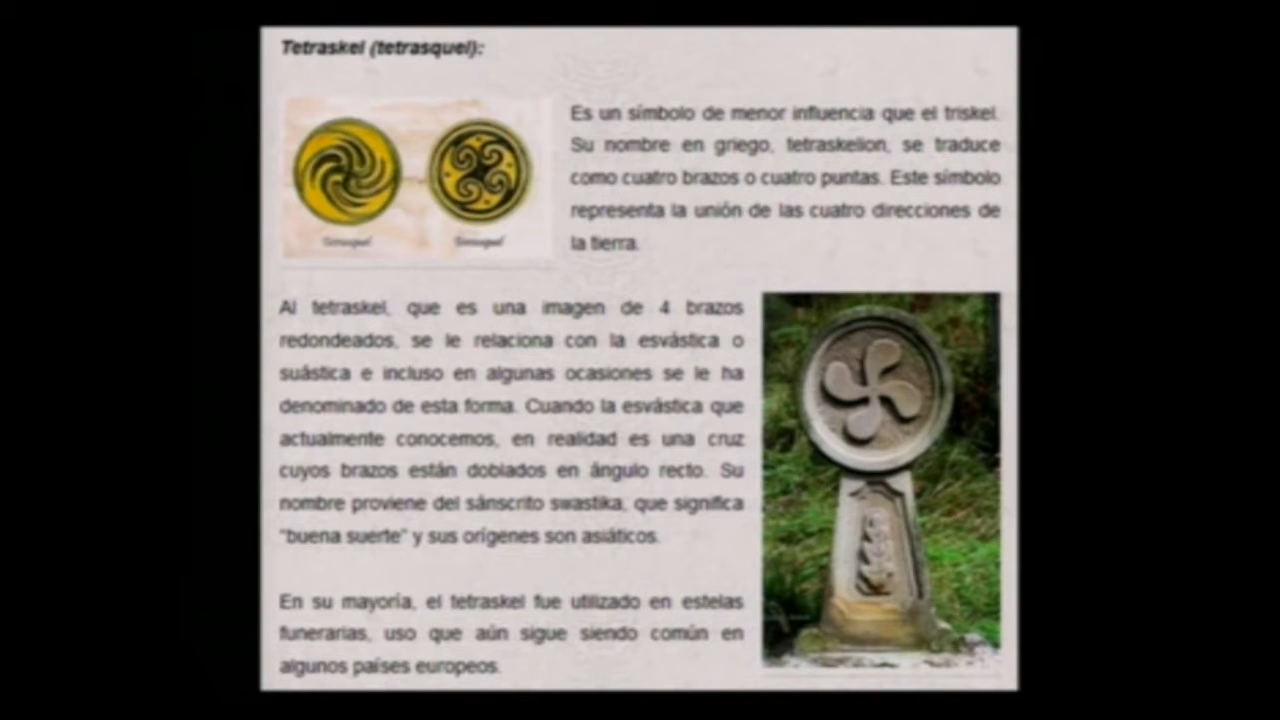 Tetraskel (tetrasquel):
Es un símbolo de menor influencia que el triskel.
Su nombre en griego, tetraskelion, se traduce
como cuatro brazos o cuatro puntas. Este símbolo
representa la unión de las cuatro direcciones de
la tierra.
Al tetraskel, que es una imagen de 4 brazos
redondeados, se le relaciona con la esvástica o
suástica e incluso en algunas ocasiones se le ha
denominado de esta forma. Cuando la esvástica que
actualmente conocemos, en realidad es una cruz
cuyos brazos están doblados en ángulo recto. Su
nombre proviene del sánscrito swastika, que significa
"buena suerte" y sus orígenes son asiáticos.
En su mayoría, el tetraskel fue utilizado en estelas
funerarias, uso que aún sigue siendo común en
algunos países europeos.